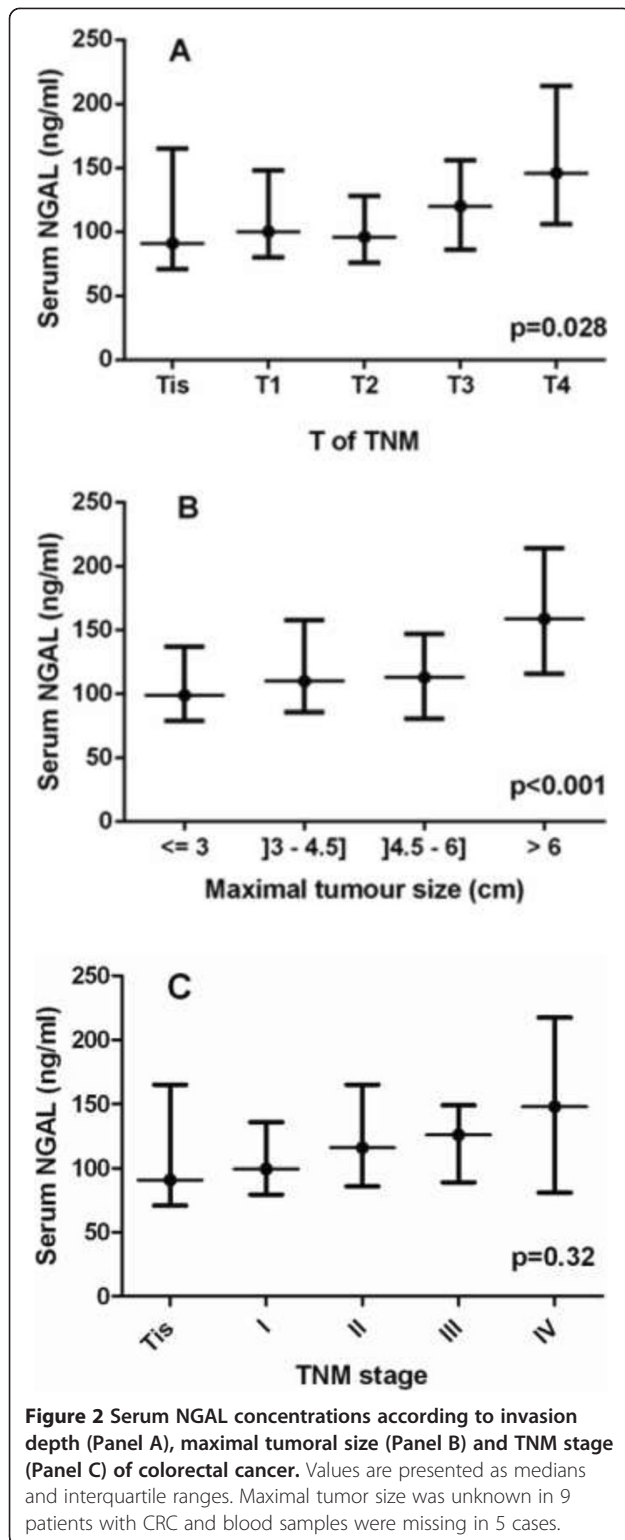 A
250
200
150
100
50
0
Serum NGAL (ng/ml)
p=0.028
Tis T1 T2 T3 T4
T of TNM
B
250
200
150
100
50
0
Serum NGAL (ng/ml)
p<0.001
<= 3 ]3 - 4.5] ]4.5 - 6] > 6
Maximal tumour size (cm)
C
250
200
150
100
50
0
Serum NGAL (ng/ml)
p=0.32
Tis I II III IV
TNM stage
Figure 2 Serum NGAL concentrations according to invasion
depth (Panel A), maximal tumoral size (Panel B) and TNM stage
(Panel C) of colorectal cancer. Values are presented as medians
and interquartile ranges. Maximal tumor size was unknown in 9
patients with CRC and blood samples were missing in 5 cases.